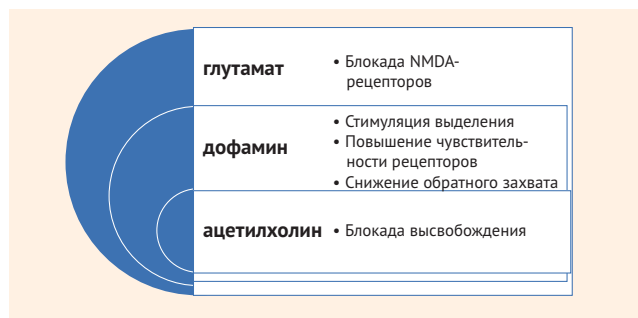 глутамат
• Блокада NMDA-
рецепторов
дофамин
• Стимуляция выделения
• Повышение чувствитель-
ности рецепторов
• Снижение обратного захвата
ацетилхолин
• Блокада высвобождения